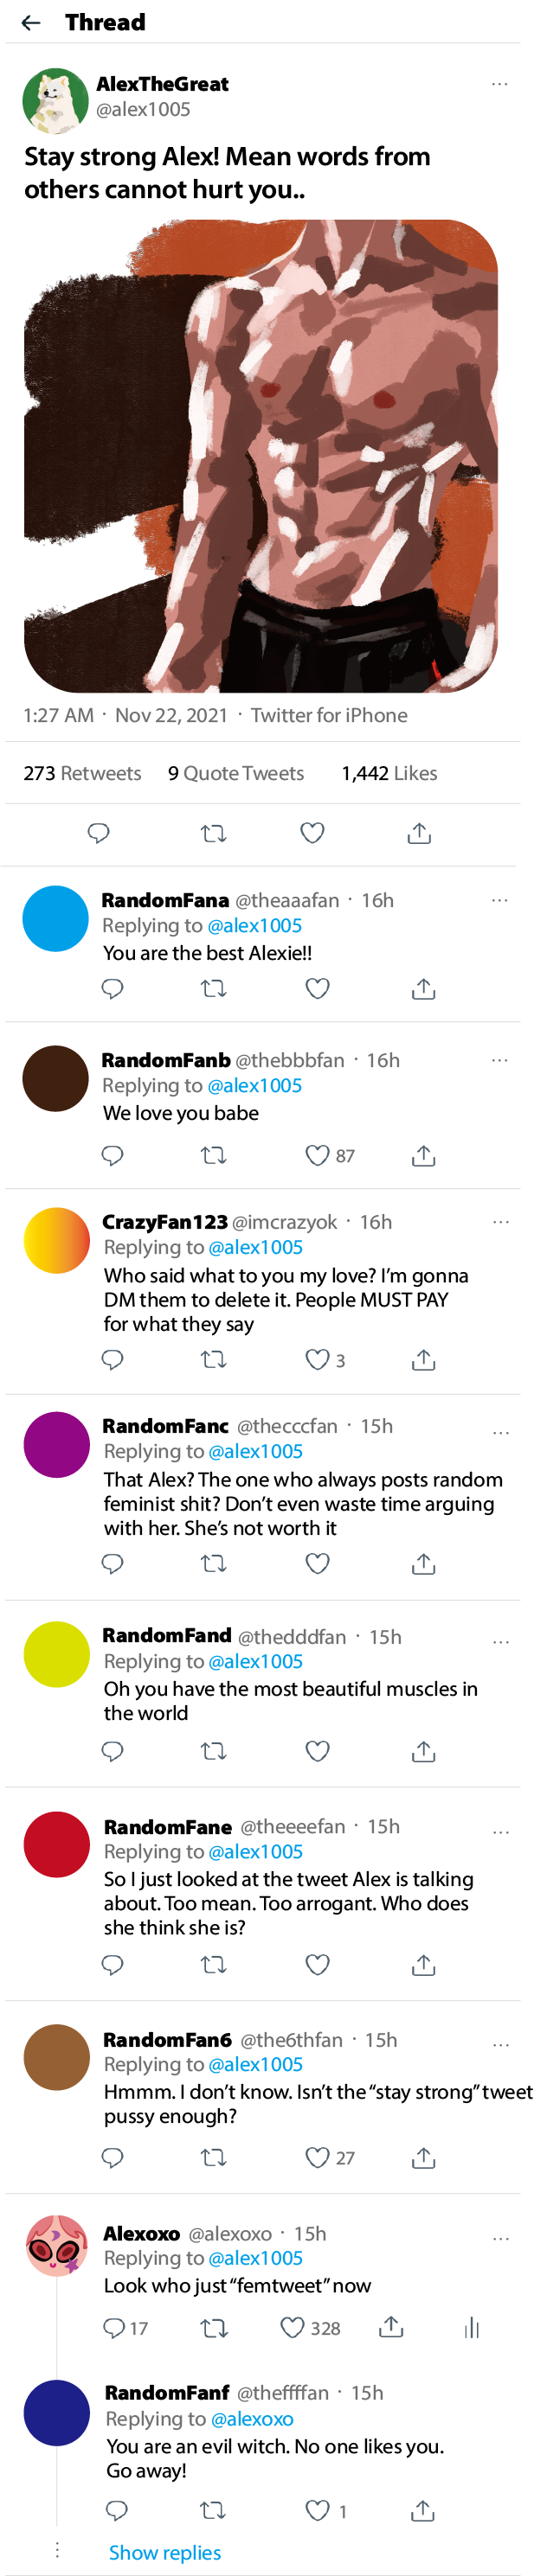 Thread
AlexTheGreat
@alex1005
Stay strong Alex! Mean words from
others cannot hurt you..
1:27 AM · Nov 22, 2021 · Twitter for iPhone
273 Retweets 9 Quote Tweets 1,442 Likes
RandomFana @theaaafan · 16h
Replying to @alex1005
You are the best Alexie!!
RandomFanb @thebbbfan · 16h
Replying to @alex1005
We love you babe
87
CrazyFan123 @imcrazyok · 16h
Replying to @alex1005
Who said what to you my love? I'm gonna
DM them to delete it. People MUST PAY
for what they say
3
RandomFanc @thecccfan · 15h
Replying to @alex1005
That Alex? The one who always posts random
feminist shit? Don't even waste time arguing
with her. She's not worth it
RandomFand @thedddfan · 15h
Replying to @alex1005
Oh you have the most beautiful muscles in
the world
RandomFane @theeeefan · 15h
Replying to @alex1005
So I just looked at the tweet Alex is talking
about. Too mean. Too arrogant. Who does
she think she is?
RandomFan6 @the6thfan · 15h
Replying to @alex1005
Hmmm. I don't know. Isn't the “stay strong” tweet
pussy enough?
27
Alexoxo @alexoxo · 15h
Replying to @alex1005
Look who just “femtweet” now
17 328
RandomFanf @theffffan · 15h
Replying to @alexoxo
You are an evil witch. No one likes you.
Go away!
1
Show replies